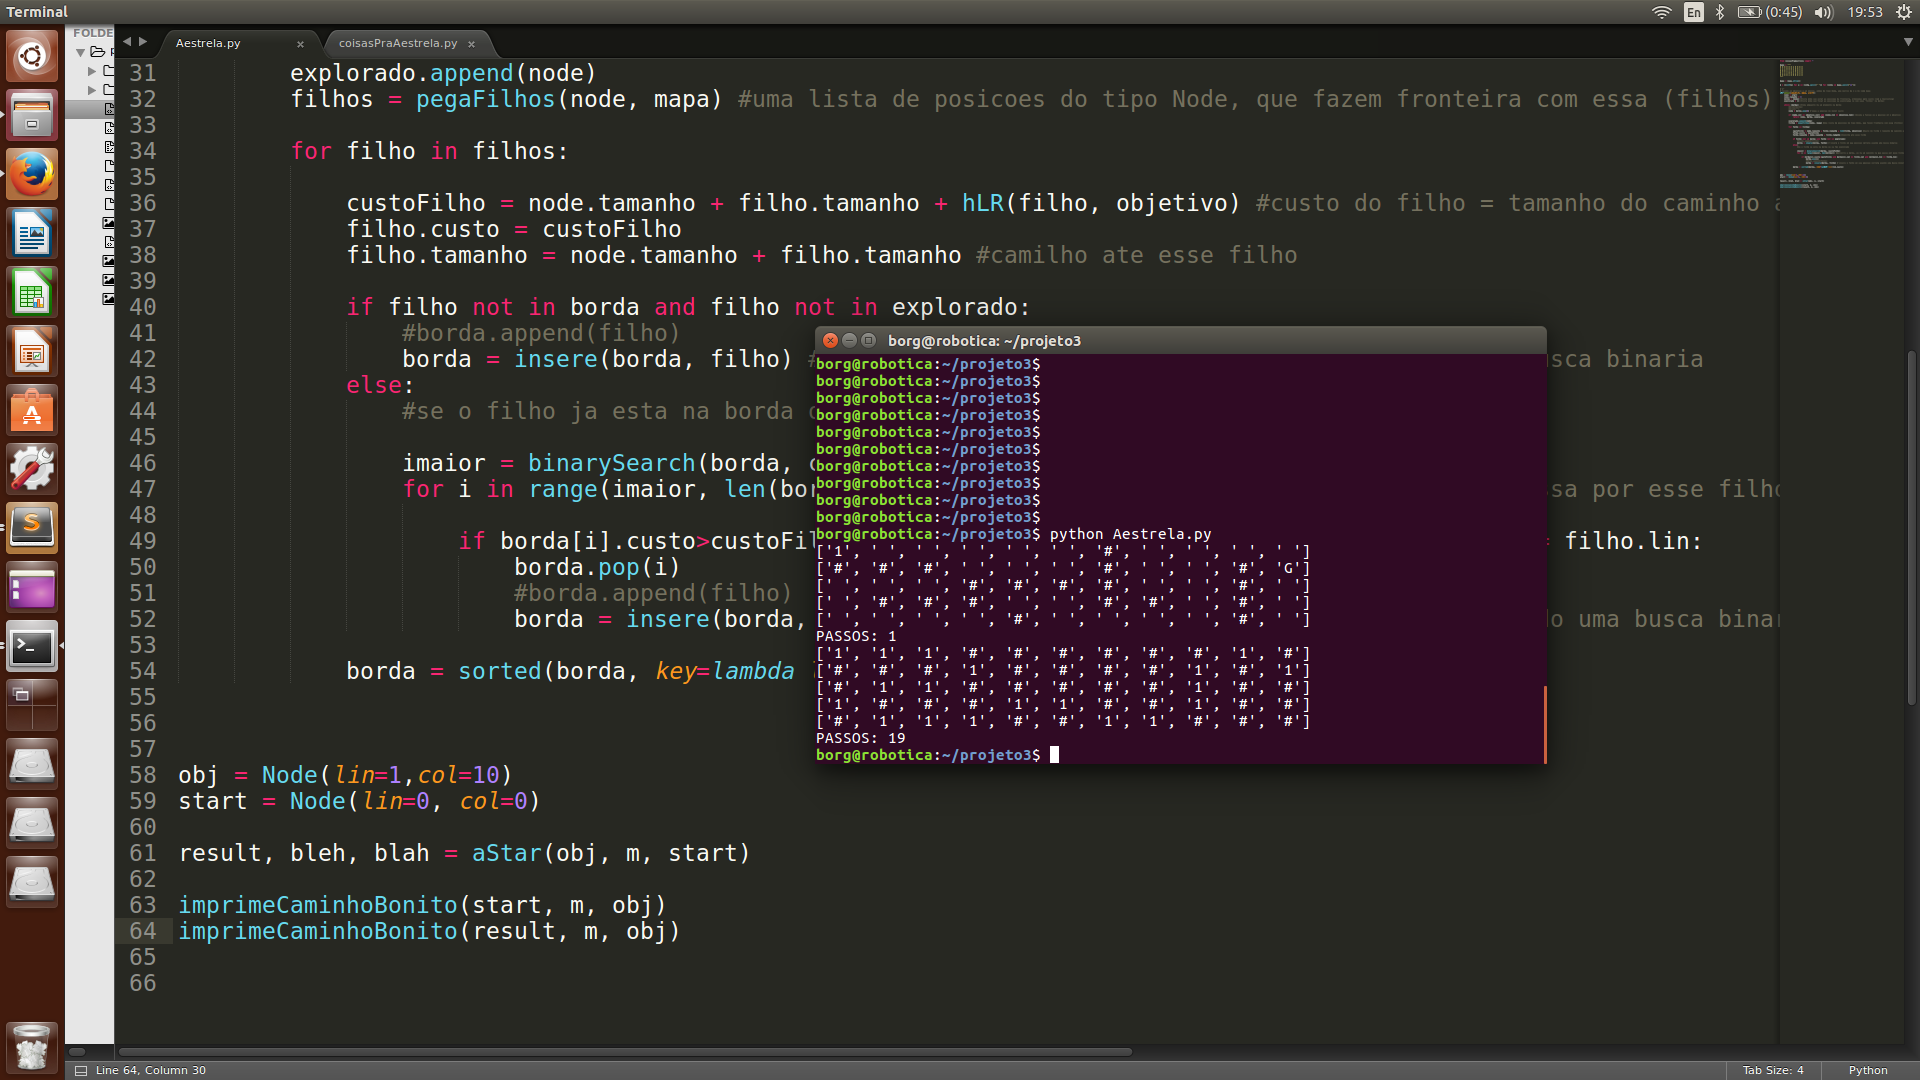 Terminal
En
(0:45)
19:53
FOLDE
Aestrela.py
coisasPraAestrela.py
31 explorado.append(node)
32 filhos = pegaFilhos(node, mapa) #uma lista de posicoes do tipo Node, que fazem fronteira com essa (filhos)
33
34 for filho in filhos:
35
36 custoFilho = node.tamanho + filho.tamanho + hLR(filho, objetivo) #custo do filho = tamanho do caminho
37 filho.custo = custoFilho
38 filho.tamanho = node.tamanho + filho.tamanho #camilho ate esse filho
39
40 if filho not in borda and filho not in explorado:
41 #borda.append(filho)
42 borda = insere(borda, filho) # sca binaria
43 else:
44 #se o filho ja esta na borda
45
46 imaior = binarySearch(borda,
47 for i in range(imaior, len(bor sa por esse filho
48
49 if borda[i].custo>custoFil = filho.lin:
50 borda.pop(i)
51 #borda.append(filho)
52 borda = insere(borda, o uma busca binar
53
54 borda = sorted(borda, key=lambda
55
56
57
58 obj = Node(lin=1,col=10)
59 start = Node(lin=0, col=0)
60
61 result, bleh, blah = aStar(obj, m, start)
62
63 imprimeCaminhoBonito(start, m, obj)
64 imprimeCaminhoBonito(result, m, obj)
65
66
borg@robotica: ~/projeto3
borg@robotica:~/projeto3$
borg@robotica:~/projeto3$
borg@robotica:~/projeto3$
borg@robotica:~/projeto3$
borg@robotica:~/projeto3$
borg@robotica:~/projeto3$
borg@robotica:~/projeto3$
borg@robotica:~/projeto3$
borg@robotica:~/projeto3$
borg@robotica:~/projeto3$
borg@robotica:~/projeto3$ python Aestrela.py
['1', ' ', ' ', ' ', ' ', ' ', '#', ' ', ' ', ' ', ' ']
['#', '#', '#', ' ', ' ', ' ', '#', ' ', ' ', '#', 'G']
[' ', ' ', ' ', '#', '#', '#', '#', ' ', ' ', '#', ' ']
[' ', '#', '#', '#', ' ', ' ', '#', '#', ' ', '#', ' ']
[' ', ' ', ' ', ' ', '#', ' ', ' ', ' ', ' ', '#', ' ']
PASSOS: 1
['1', '1', '1', '#', '#', '#', '#', '#', '#', '1', '#']
['#', '#', '#', '1', '#', '#', '#', '#', '1', '#', '1']
['#', '1', '1', '#', '#', '#', '#', '#', '1', '#', '#']
['1', '#', '#', '#', '1', '1', '#', '#', '1', '#', '#']
['#', '1', '1', '1', '#', '#', '1', '1', '#', '#', '#']
PASSOS: 19
borg@robotica:~/projeto3$
Line 64, Column 30
Tab Size: 4
Python